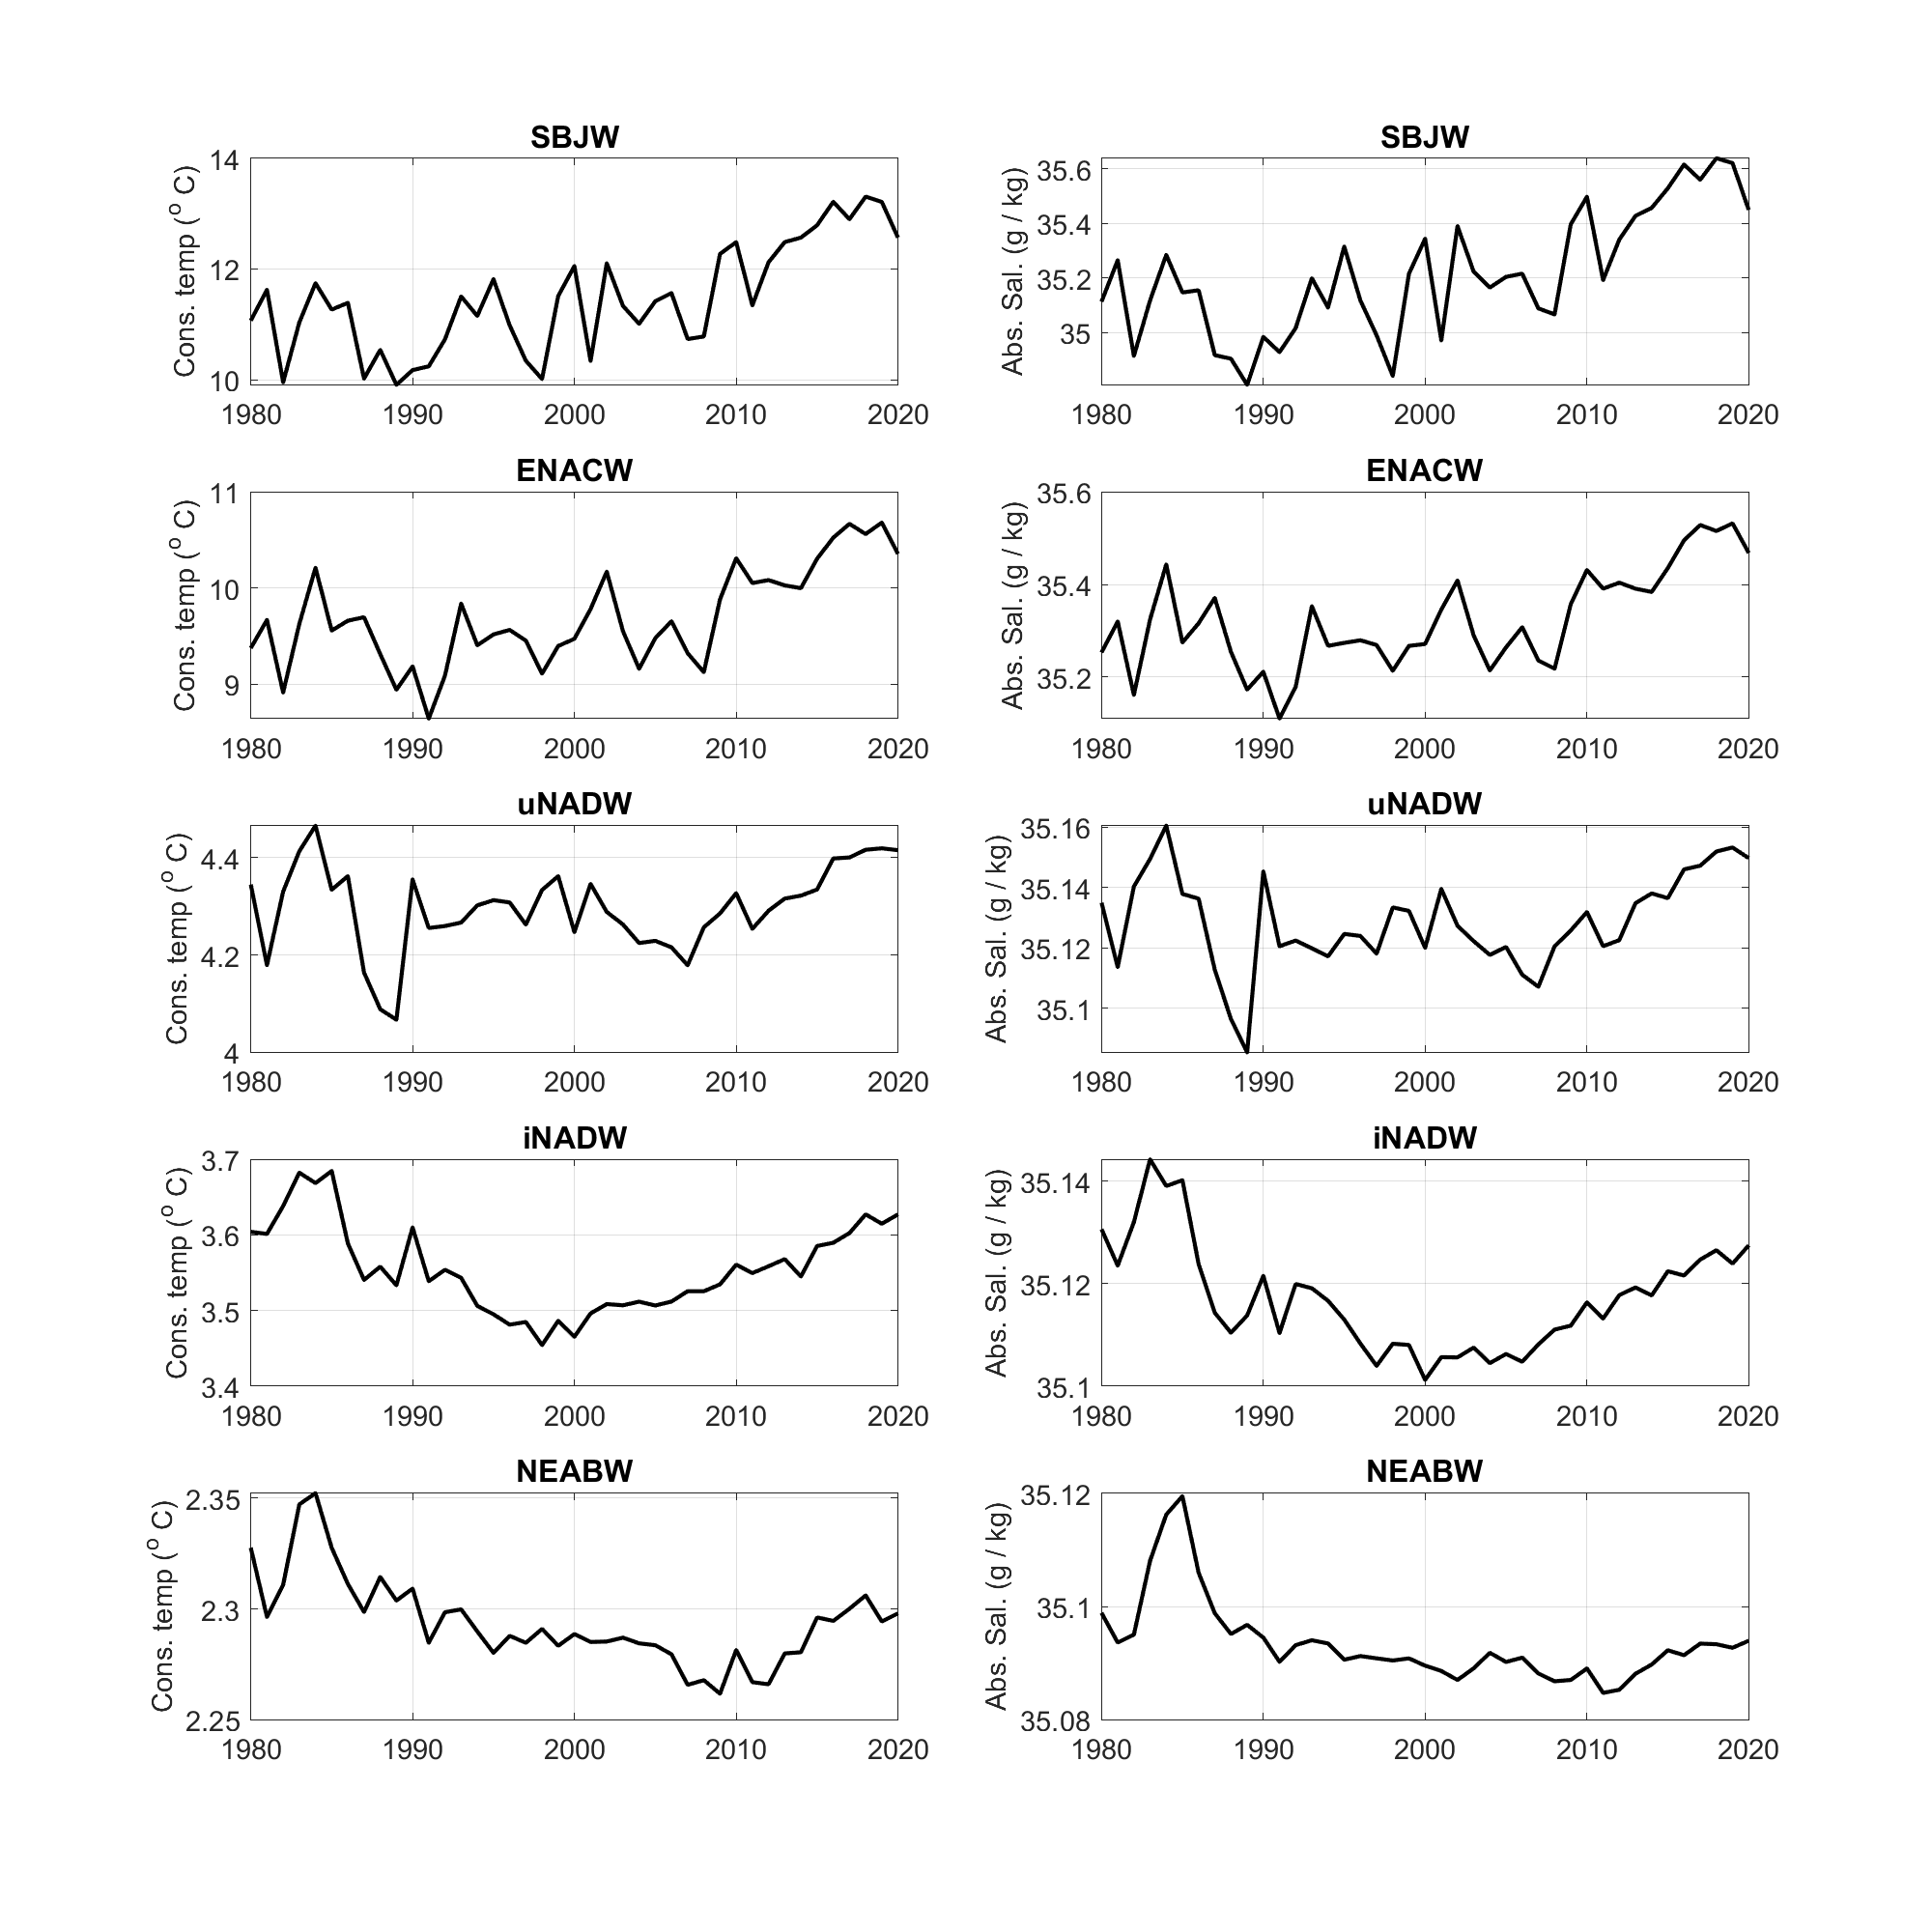 SBJW
Cons. temp (° C)
14
12
10
1980 1990 2000 2010 2020
SBJW
Abs. Sal. (g / kg)
35.6
35.4
35.2
35
1980 1990 2000 2010 2020
ENACW
Cons. temp (° C)
11
10
9
1980 1990 2000 2010 2020
ENACW
Abs. Sal. (g / kg)
35.6
35.4
35.2
1980 1990 2000 2010 2020
uNADW
Cons. temp (° C)
4.4
4.2
4
1980 1990 2000 2010 2020
uNADW
Abs. Sal. (g / kg)
35.16
35.14
35.12
35.1
1980 1990 2000 2010 2020
iNADW
Cons. temp (° C)
3.7
3.6
3.5
3.4
1980 1990 2000 2010 2020
iNADW
Abs. Sal. (g / kg)
35.14
35.12
35.1
1980 1990 2000 2010 2020
NEABW
Cons. temp (° C)
2.35
2.3
2.25
1980 1990 2000 2010 2020
NEABW
Abs. Sal. (g / kg)
35.12
35.1
35.08
1980 1990 2000 2010 2020